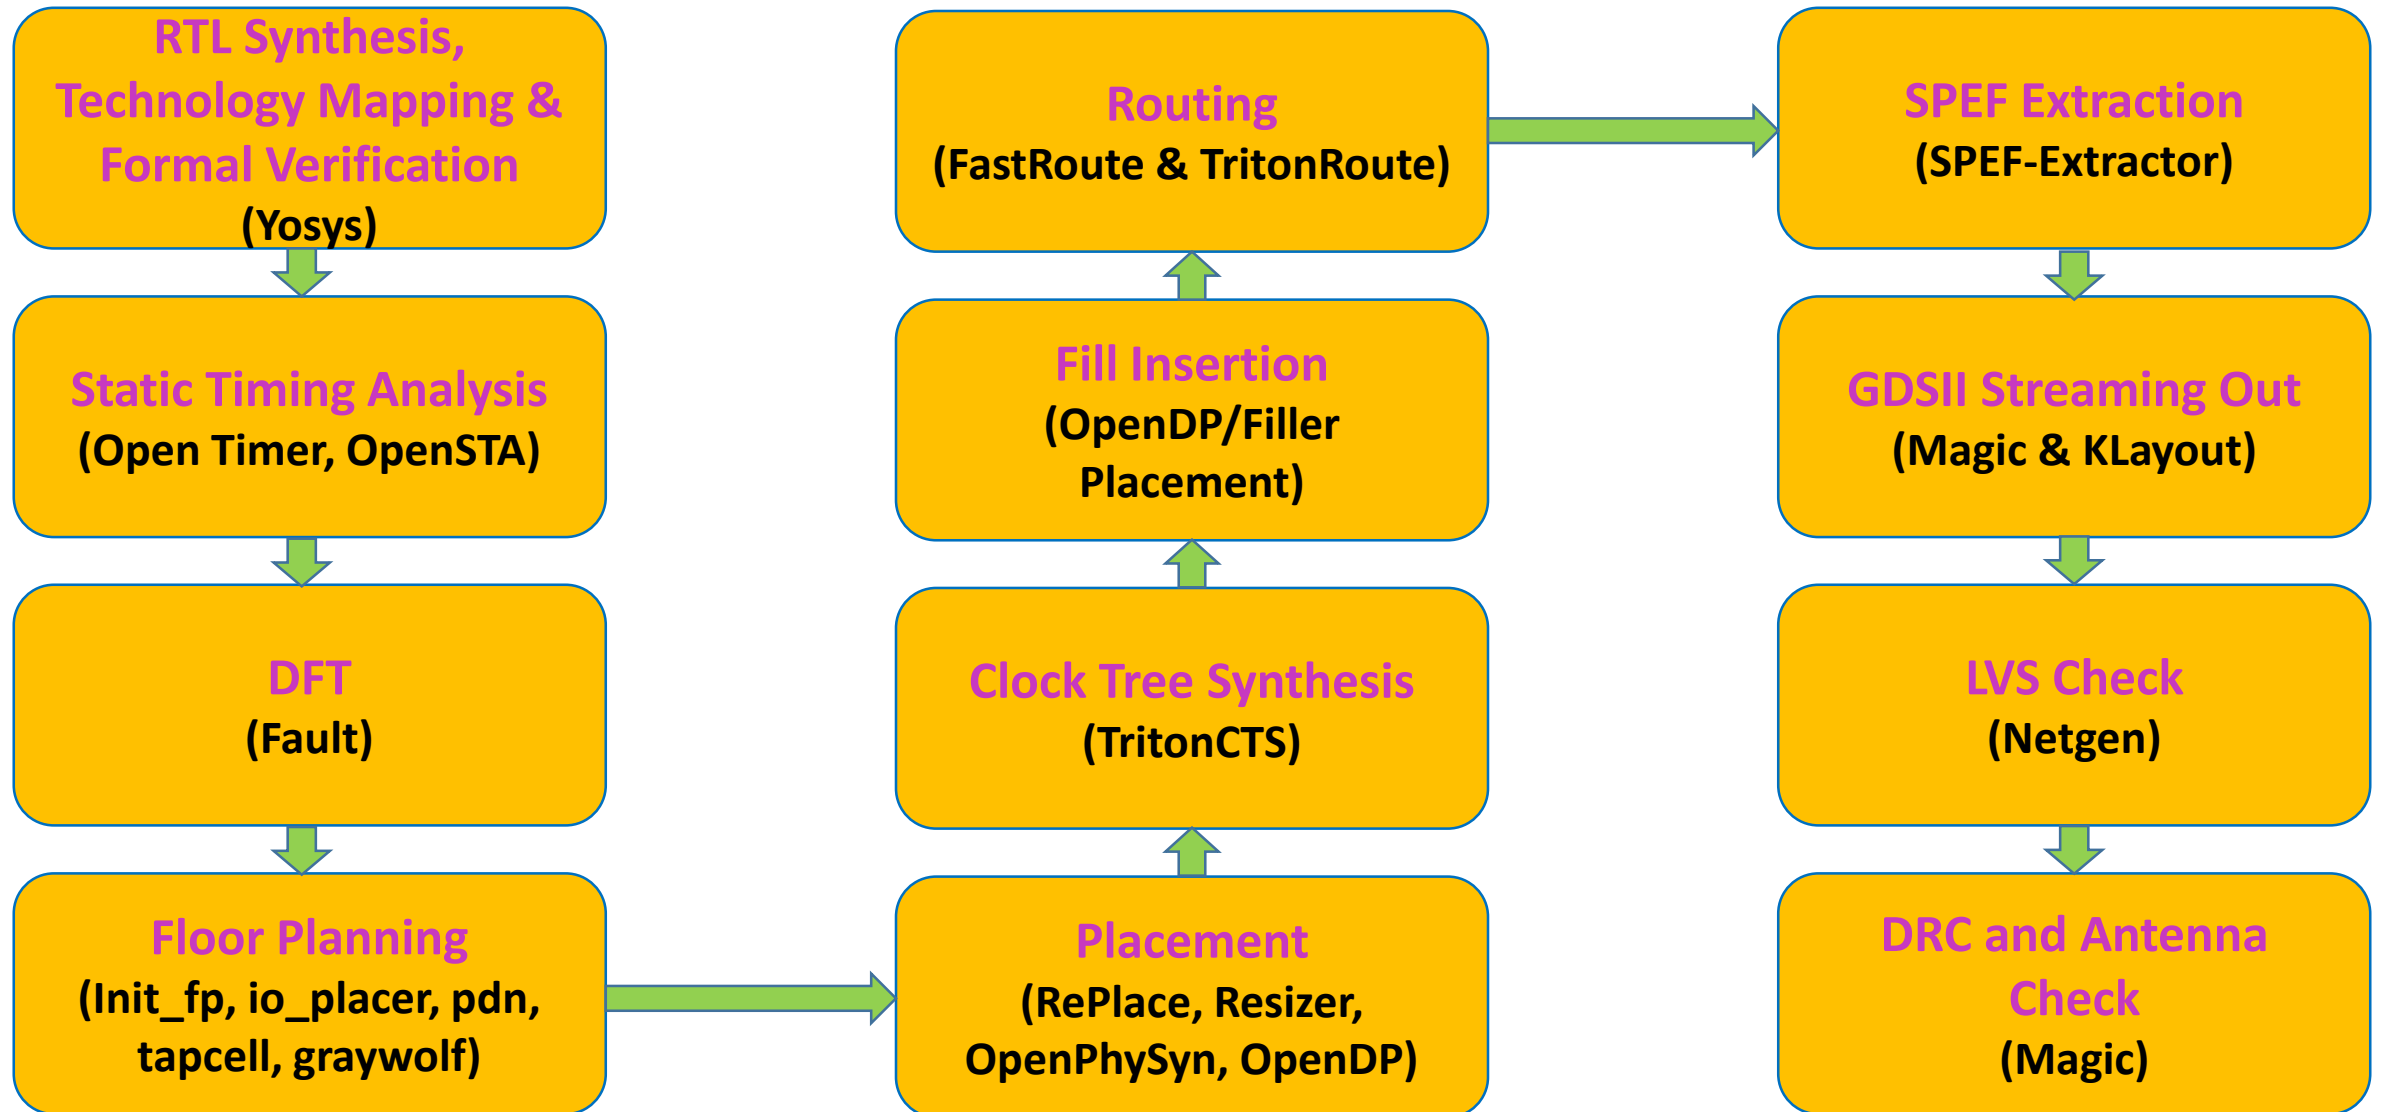 RTL Synthesis,
Technology Mapping &
Formal Verification
(Yosys)
Static Timing Analysis
(Open Timer, OpenSTA)
DFT
(Fault)
Floor Planning
(Init_fp, io_placer, pdn,
tapcell, graywolf)
Placement
(RePlace, Resizer,
OpenPhySyn, OpenDP)
Clock Tree Synthesis
(TritonCTS)
Fill Insertion
(OpenDP/Filler
Placement)
Routing
(FastRoute & TritonRoute)
SPEF Extraction
(SPEF-Extractor)
GDSII Streaming Out
(Magic & KLayout)
LVS Check
(Netgen)
DRC and Antenna
Check
(Magic)